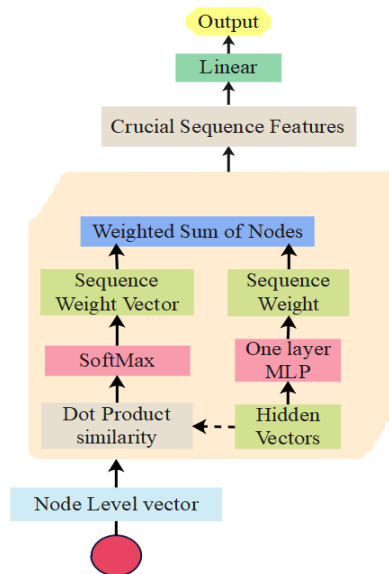 Output
Linear
Crucial Sequence Features
Weighted Sum of Nodes
Sequence
Weight Vector
Sequence
Weight
SoftMax
One layer
MLP
Dot Product
similarity
Hidden
Vectors
Node Level vector